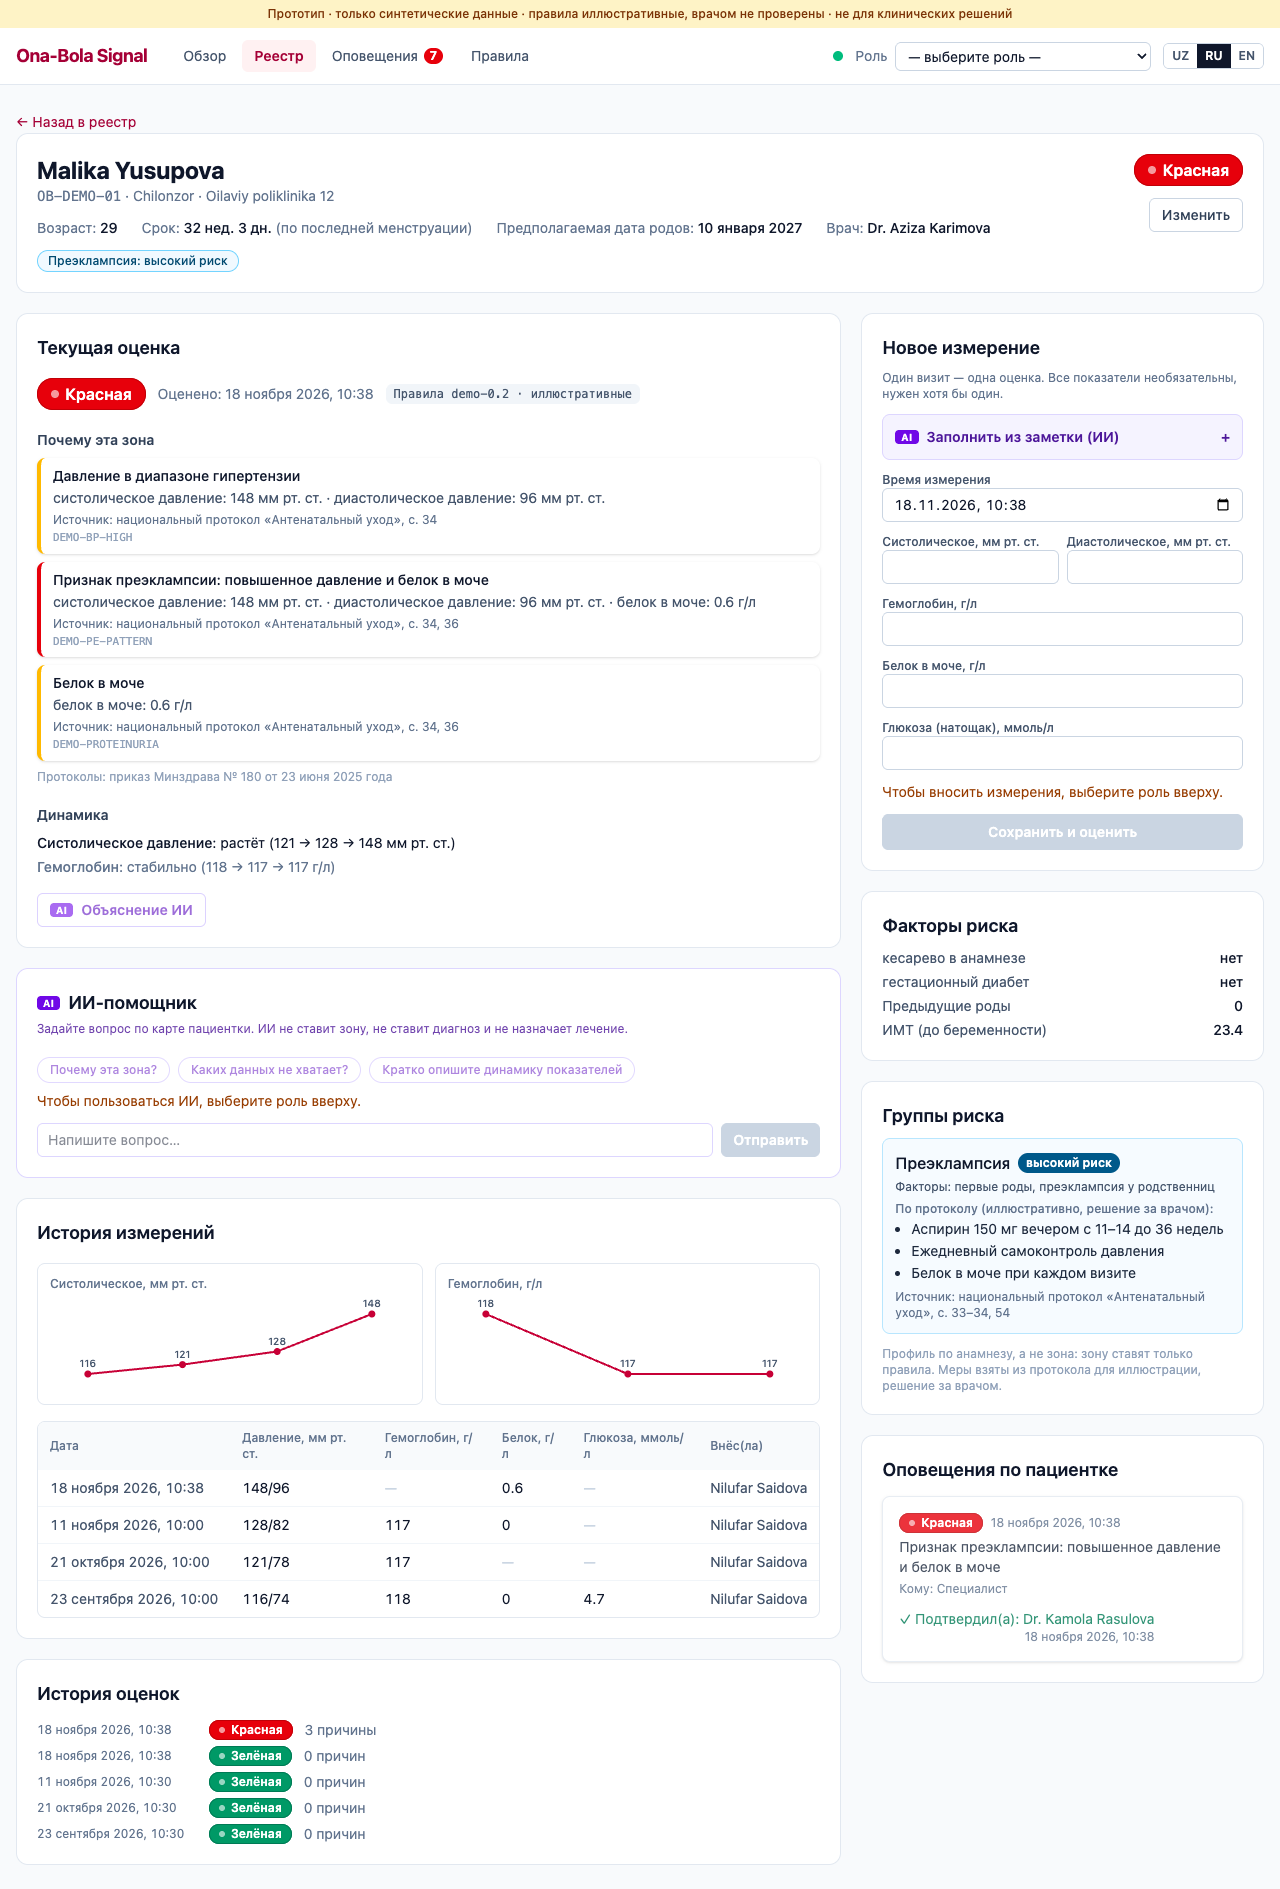 Прототип · только синтетические данные · правила иллюстративные, врачом не проверены · не для клинических решений
Ona-Bola Signal
Обзор
Реестр
Оповещения 7
Правила
Роль
— выберите роль —
UZ RU EN
← Назад в реестр
Malika Yusupova
Красная
OB-DEMO-01 · Chilonzor · Oilaviy poliklinika 12
Изменить
Возраст: 29 Срок: 32 нед. 3 дн. (по последней менструации) Предполагаемая дата родов: 10 января 2027 Врач: Dr. Aziza Karimova
Преэклампсия: высокий риск
Текущая оценка
Красная Оценено: 18 ноября 2026, 10:38 Правила demo-0.2 · иллюстративные
Почему эта зона
Давление в диапазоне гипертензии
систолическое давление: 148 мм рт. ст. · диастолическое давление: 96 мм рт. ст.
Источник: национальный протокол «Антенатальный уход», с. 34
DEMO-BP-HIGH
Признак преэклампсии: повышенное давление и белок в моче
систолическое давление: 148 мм рт. ст. · диастолическое давление: 96 мм рт. ст. · белок в моче: 0.6 г/л
Источник: национальный протокол «Антенатальный уход», с. 34, 36
DEMO-PE-PATTERN
Белок в моче
белок в моче: 0.6 г/л
Источник: национальный протокол «Антенатальный уход», с. 34, 36
DEMO-PROTEINURIA
Протоколы: приказ Минздрава № 180 от 23 июня 2025 года
Динамика
Систолическое давление: растёт (121 → 128 → 148 мм рт. ст.)
Гемоглобин: стабильно (118 → 117 → 117 г/л)
AI Объяснение ИИ
AI ИИ-помощник
Задайте вопрос по карте пациентки. ИИ не ставит зону, не ставит диагноз и не назначает лечение.
Почему эта зона?
Каких данных не хватает?
Кратко опишите динамику показателей
Чтобы пользоваться ИИ, выберите роль вверху.
Напишите вопрос...
Отправить
История измерений
Систолическое, мм рт. ст.
116
121
128
148
Гемоглобин, г/л
118
117
117
Дата Давление, мм рт. ст. Гемоглобин, г/л Белок, г/л Глюкоза, ммоль/л Внёс(ла)
18 ноября 2026, 10:38 148/96 — 0.6 — Nilufar Saidova
11 ноября 2026, 10:00 128/82 117 0 — Nilufar Saidova
21 октября 2026, 10:00 121/78 117 — — Nilufar Saidova
23 сентября 2026, 10:00 116/74 118 0 4.7 Nilufar Saidova
История оценок
18 ноября 2026, 10:38 Красная 3 причины
18 ноября 2026, 10:38 Зелёная 0 причин
11 ноября 2026, 10:30 Зелёная 0 причин
21 октября 2026, 10:30 Зелёная 0 причин
23 сентября 2026, 10:30 Зелёная 0 причин
Новое измерение
Один визит — одна оценка. Все показатели необязательны,
нужен хотя бы один.
AI Заполнить из заметки (ИИ) +
Время измерения
18.11.2026, 10:38
Систолическое, мм рт. ст. Диастолическое, мм рт. ст.
Гемоглобин, г/л
Белок в моче, г/л
Глюкоза (натощак), ммоль/л
Чтобы вносить измерения, выберите роль вверху.
Сохранить и оценить
Факторы риска
кесарево в анамнезе нет
гестационный диабет нет
Предыдущие роды 0
ИМТ (до беременности) 23.4
Группы риска
Преэклампсия высокий риск
Факторы: первые роды, преэклампсия у родственниц
По протоколу (иллюстративно, решение за врачом):
• Аспирин 150 мг вечером с 11–14 до 36 недель
• Ежедневный самоконтроль давления
• Белок в моче при каждом визите
Источник: национальный протокол «Антенатальный
уход», с. 33–34, 54
Профиль по анамнезу, а не зона: зону ставят только
правила. Меры взяты из протокола для иллюстрации,
решение за врачом.
Оповещения по пациентке
Красная 18 ноября 2026, 10:38
Признак преэклампсии: повышенное давление
и белок в моче
Кому: Специалист
✓ Подтвердил(а): Dr. Kamola Rasulova
18 ноября 2026, 10:38